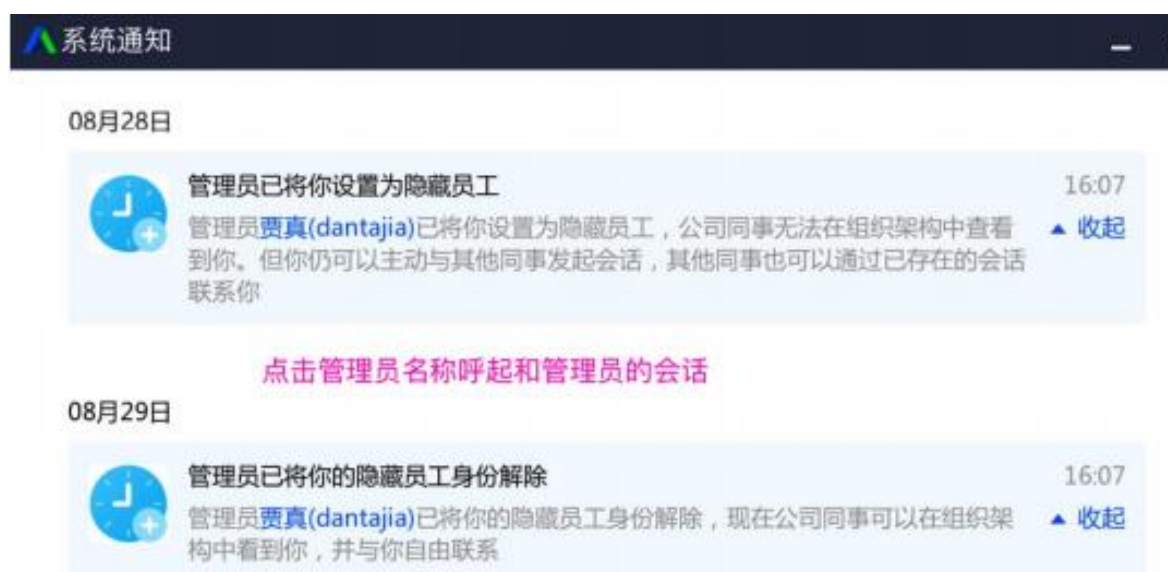 系统通知
08月28日
管理员已将你设置为隐藏员工
16:07
管理员贾真(dantajia)已将你设置为隐藏员工，公司同事无法在组织架构中查看
收起
到你。但你仍可以主动与其他同事发起会话，其他同事也可以通过已存在的会话
联系你
点击管理员名称呼起和管理员的会话
08月29日
管理员已将你的隐藏员工身份解除
16:07
管理员贾真(dantajia)已将你的隐藏员工身份解除，现在公司同事可以在组织架
收起
构中看到你，并与你自由联系